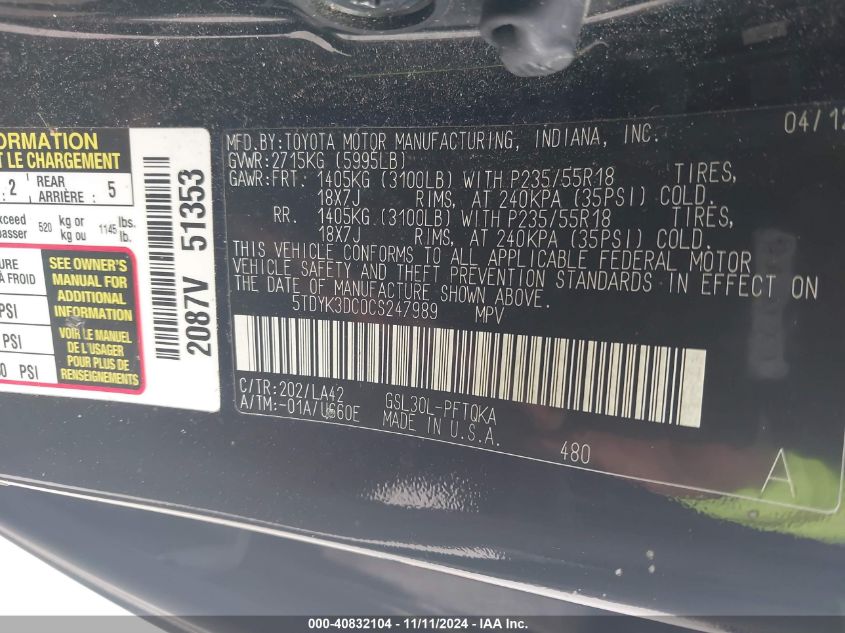 ORMATION
T LE CHARGEMENT
2 REAR ARRIÈRE : 5
xceed
passer 520 kg or kg ou 1145 lbs. lb.
URE
À FROID
PSI
PSI
0 PSI
SEE OWNER'S
MANUAL FOR
ADDITIONAL
INFORMATION
VOIR LE MANUEL
DE L'USAGER
POUR PLUS DE
RENSEIGNEMENTS
2087V 51353
04/12
MFD.BY:TOYOTA MOTOR MANUFACTURING, INDIANA, INC.
GVWR:2715KG (5995LB)
GAWR:FRT. 1405KG (3100LB) WITH P235/55R18 TIRES,
18X7J RIMS, AT 240KPA (35PSI) COLD.
RR. 1405KG (3100LB) WITH P235/55R18 TIRES,
18X7J RIMS, AT 240KPA (35PSI) COLD.
THIS VEHICLE CONFORMS TO ALL APPLICABLE FEDERAL MOTOR
VEHICLE SAFETY AND THEFT PREVENTION STANDARDS IN EFFECT ON
THE DATE OF MANUFACTURE SHOWN ABOVE.
5TDYK3DC0CS247989 MPV
C/TR:202/LA42 GSL30L-PFTQKA
A/TM:-01A/U660E MADE IN U.S.A.
480
A
000-40832104 - 11/11/2024 - © IAA, Inc.